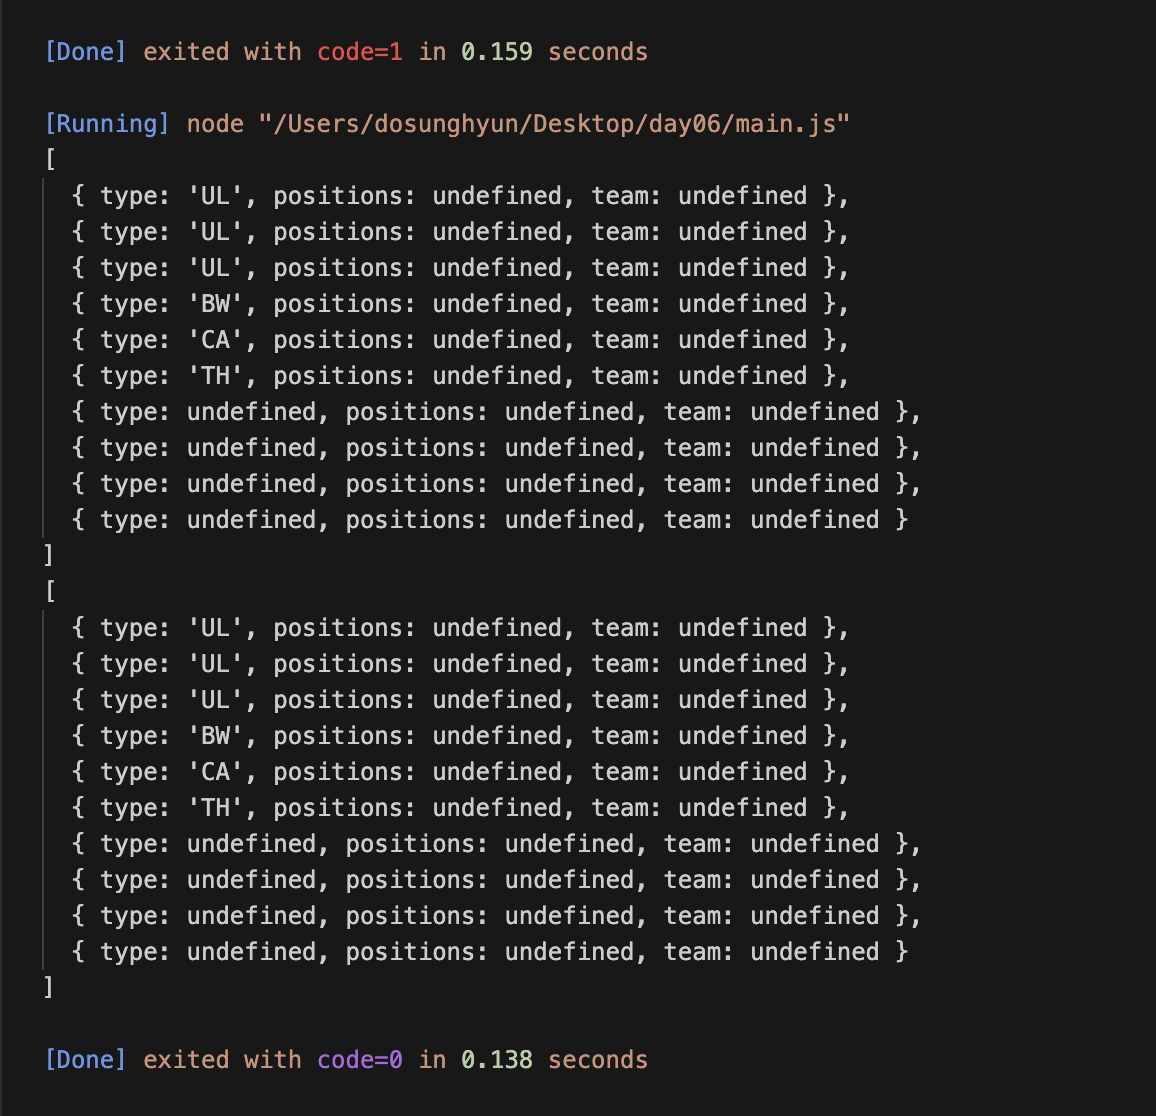 [Done] exited with code=1 in 0.159 seconds
[Running] node "/Users/dosunghyun/Desktop/day06/main.js"
[
{ type: 'UL', positions: undefined, team: undefined },
{ type: 'UL', positions: undefined, team: undefined },
{ type: 'UL', positions: undefined, team: undefined },
{ type: 'BW', positions: undefined, team: undefined },
{ type: 'CA', positions: undefined, team: undefined },
{ type: 'TH', positions: undefined, team: undefined },
{ type: undefined, positions: undefined, team: undefined },
{ type: undefined, positions: undefined, team: undefined },
{ type: undefined, positions: undefined, team: undefined },
{ type: undefined, positions: undefined, team: undefined }
]
[
{ type: 'UL', positions: undefined, team: undefined },
{ type: 'UL', positions: undefined, team: undefined },
{ type: 'UL', positions: undefined, team: undefined },
{ type: 'BW', positions: undefined, team: undefined },
{ type: 'CA', positions: undefined, team: undefined },
{ type: 'TH', positions: undefined, team: undefined },
{ type: undefined, positions: undefined, team: undefined },
{ type: undefined, positions: undefined, team: undefined },
{ type: undefined, positions: undefined, team: undefined },
{ type: undefined, positions: undefined, team: undefined }
]
[Done] exited with code=0 in 0.138 seconds